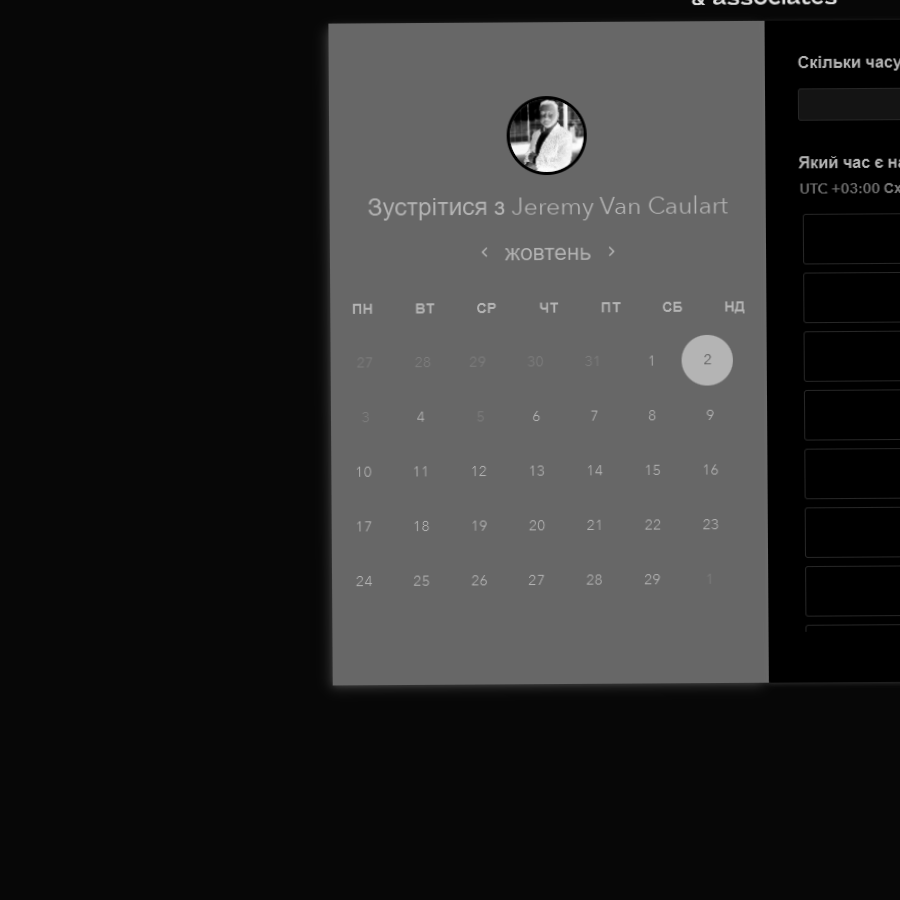 & associates
Зустрітися з Jeremy Van Caulart
‹ жовтень ›
ПН ВТ СР ЧТ ПТ СБ НД
27 28 29 30 31 1 2
3 4 5 6 7 8 9
10 11 12 13 14 15 16
17 18 19 20 21 22 23
24 25 26 27 28 29 1
Скільки часу
Який час є на
UTC +03:00 Сх